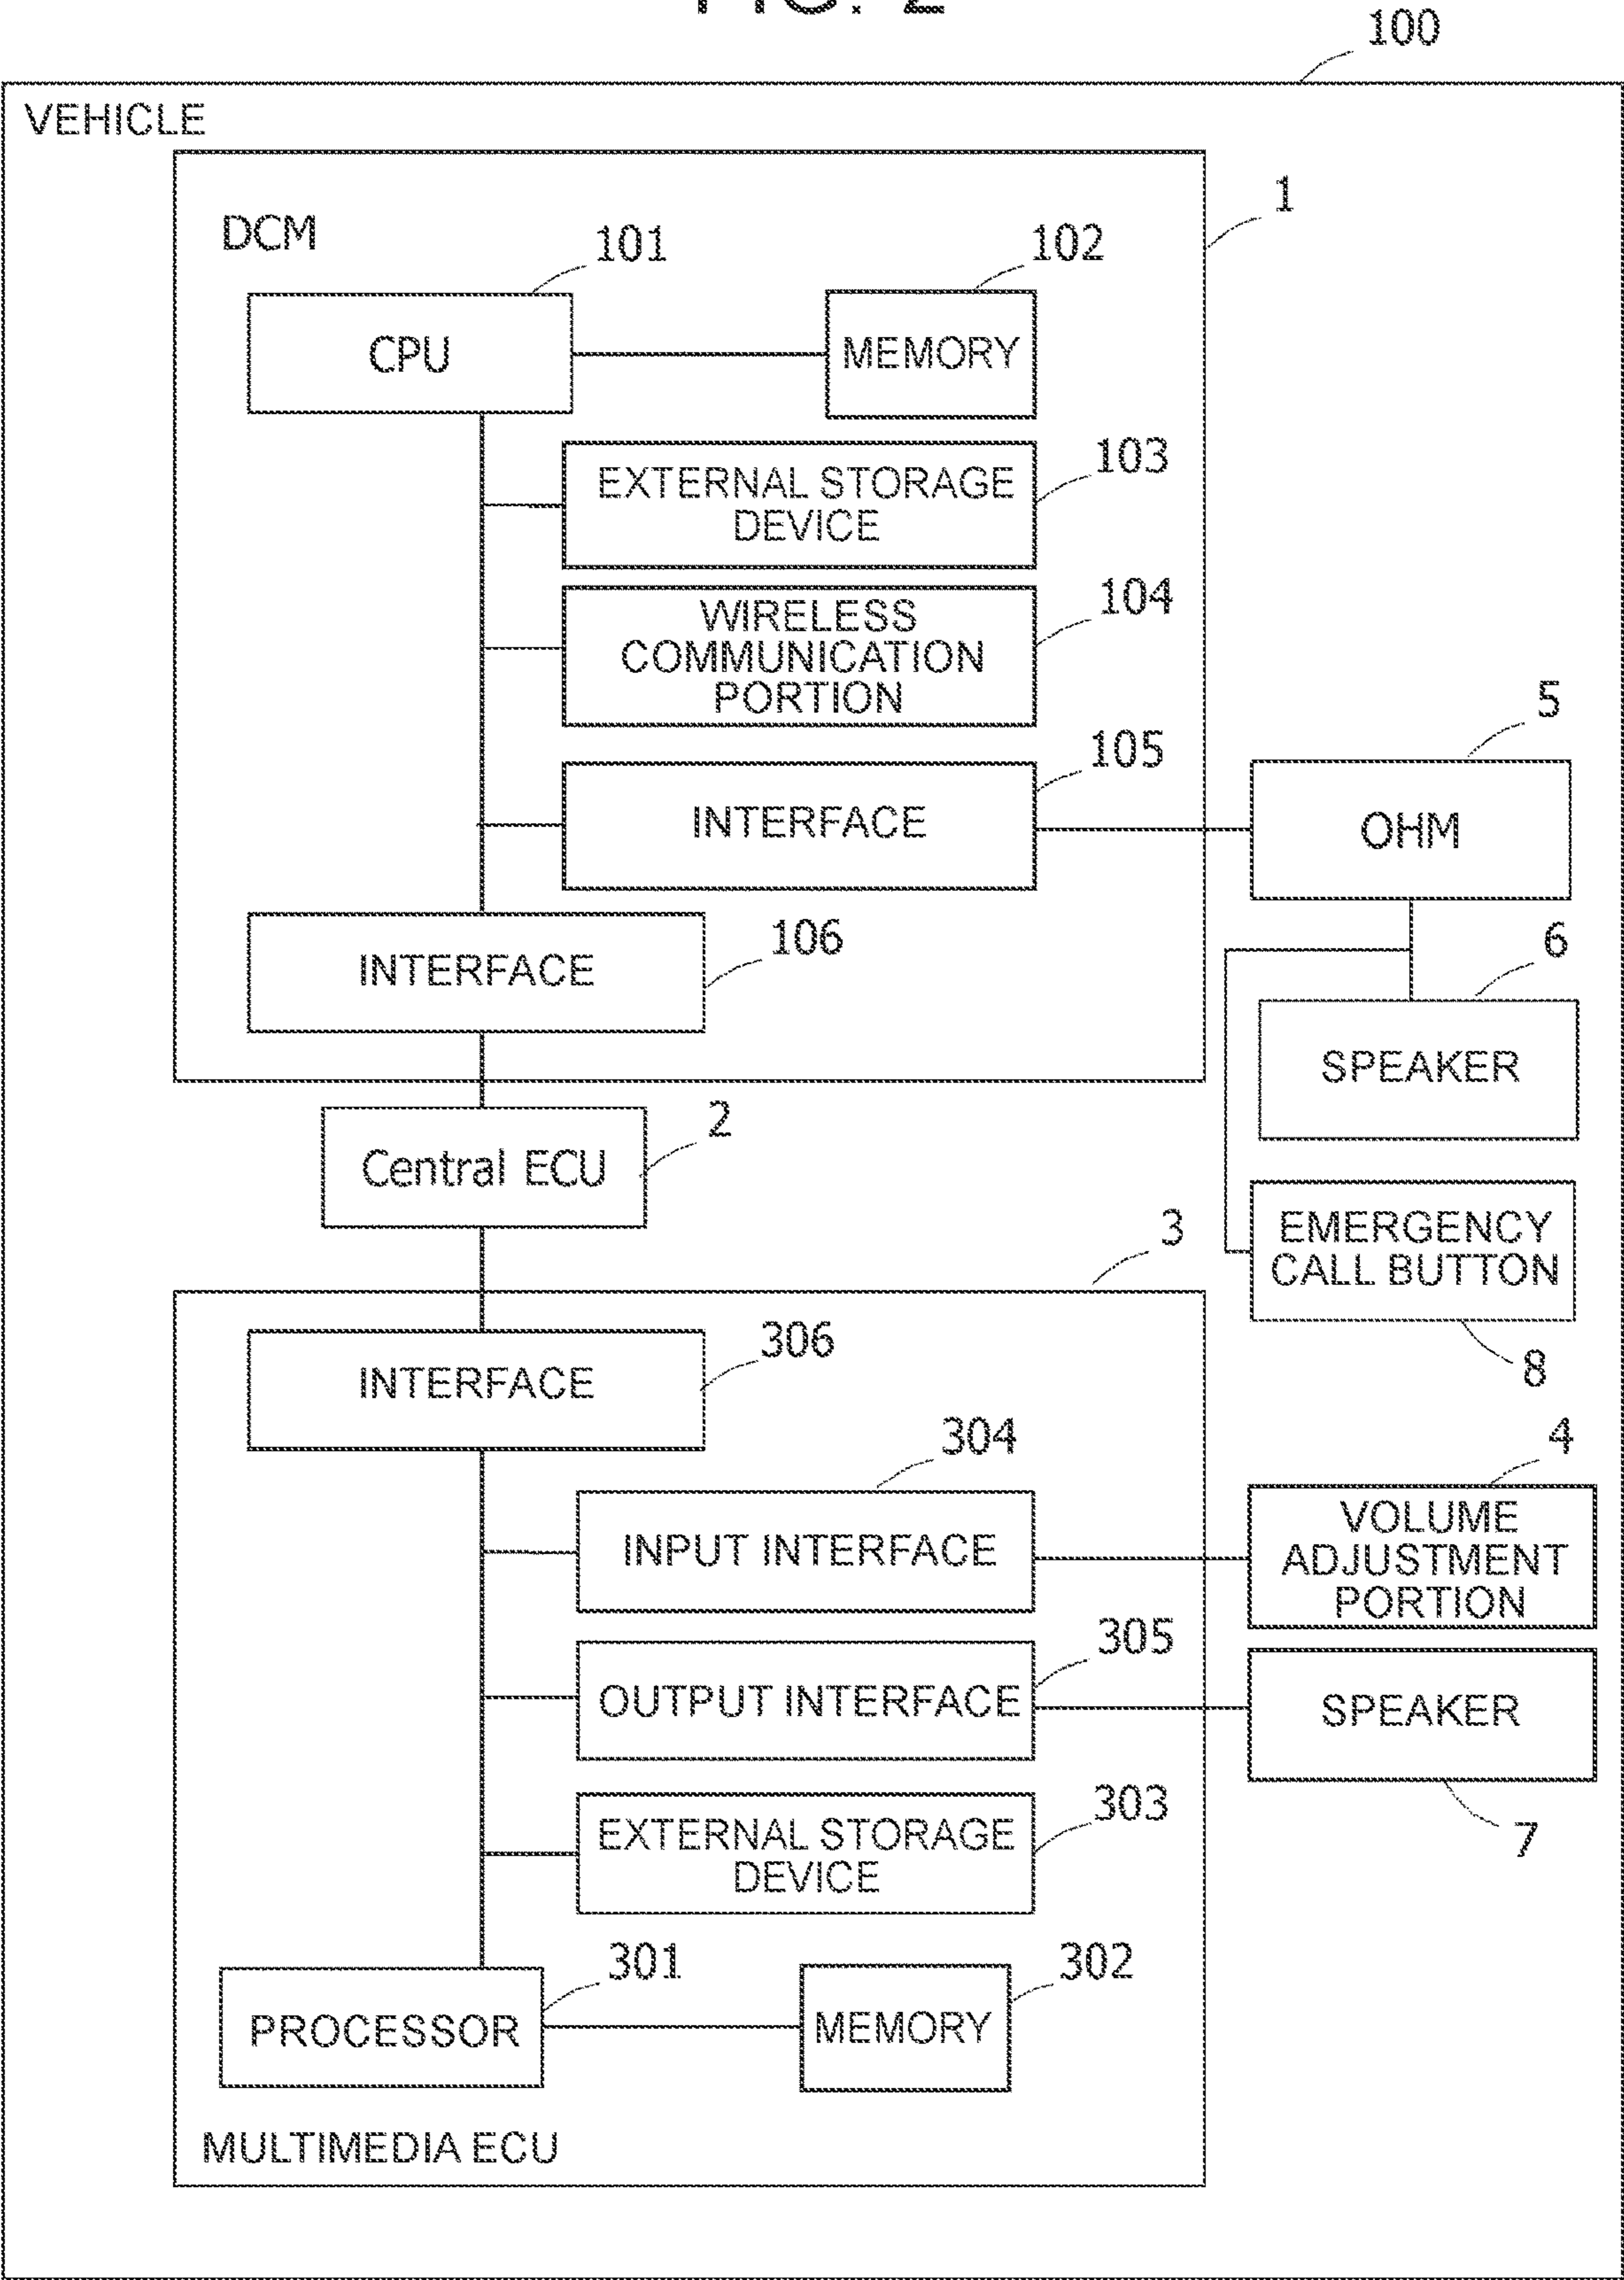 FIG. 2
100
VEHICLE
1
DCM
101
102
CPU
MEMORY
103
EXTERNAL STORAGE
DEVICE
104
WIRELESS
COMMUNICATION
PORTION
105
INTERFACE
5
OHM
106
INTERFACE
6
SPEAKER
2
Central ECU
EMERGENCY
CALL BUTTON
8
3
306
INTERFACE
304
INPUT INTERFACE
4
VOLUME
ADJUSTMENT
PORTION
305
OUTPUT INTERFACE
SPEAKER
7
303
EXTERNAL STORAGE
DEVICE
301
302
PROCESSOR
MEMORY
MULTIMEDIA ECU